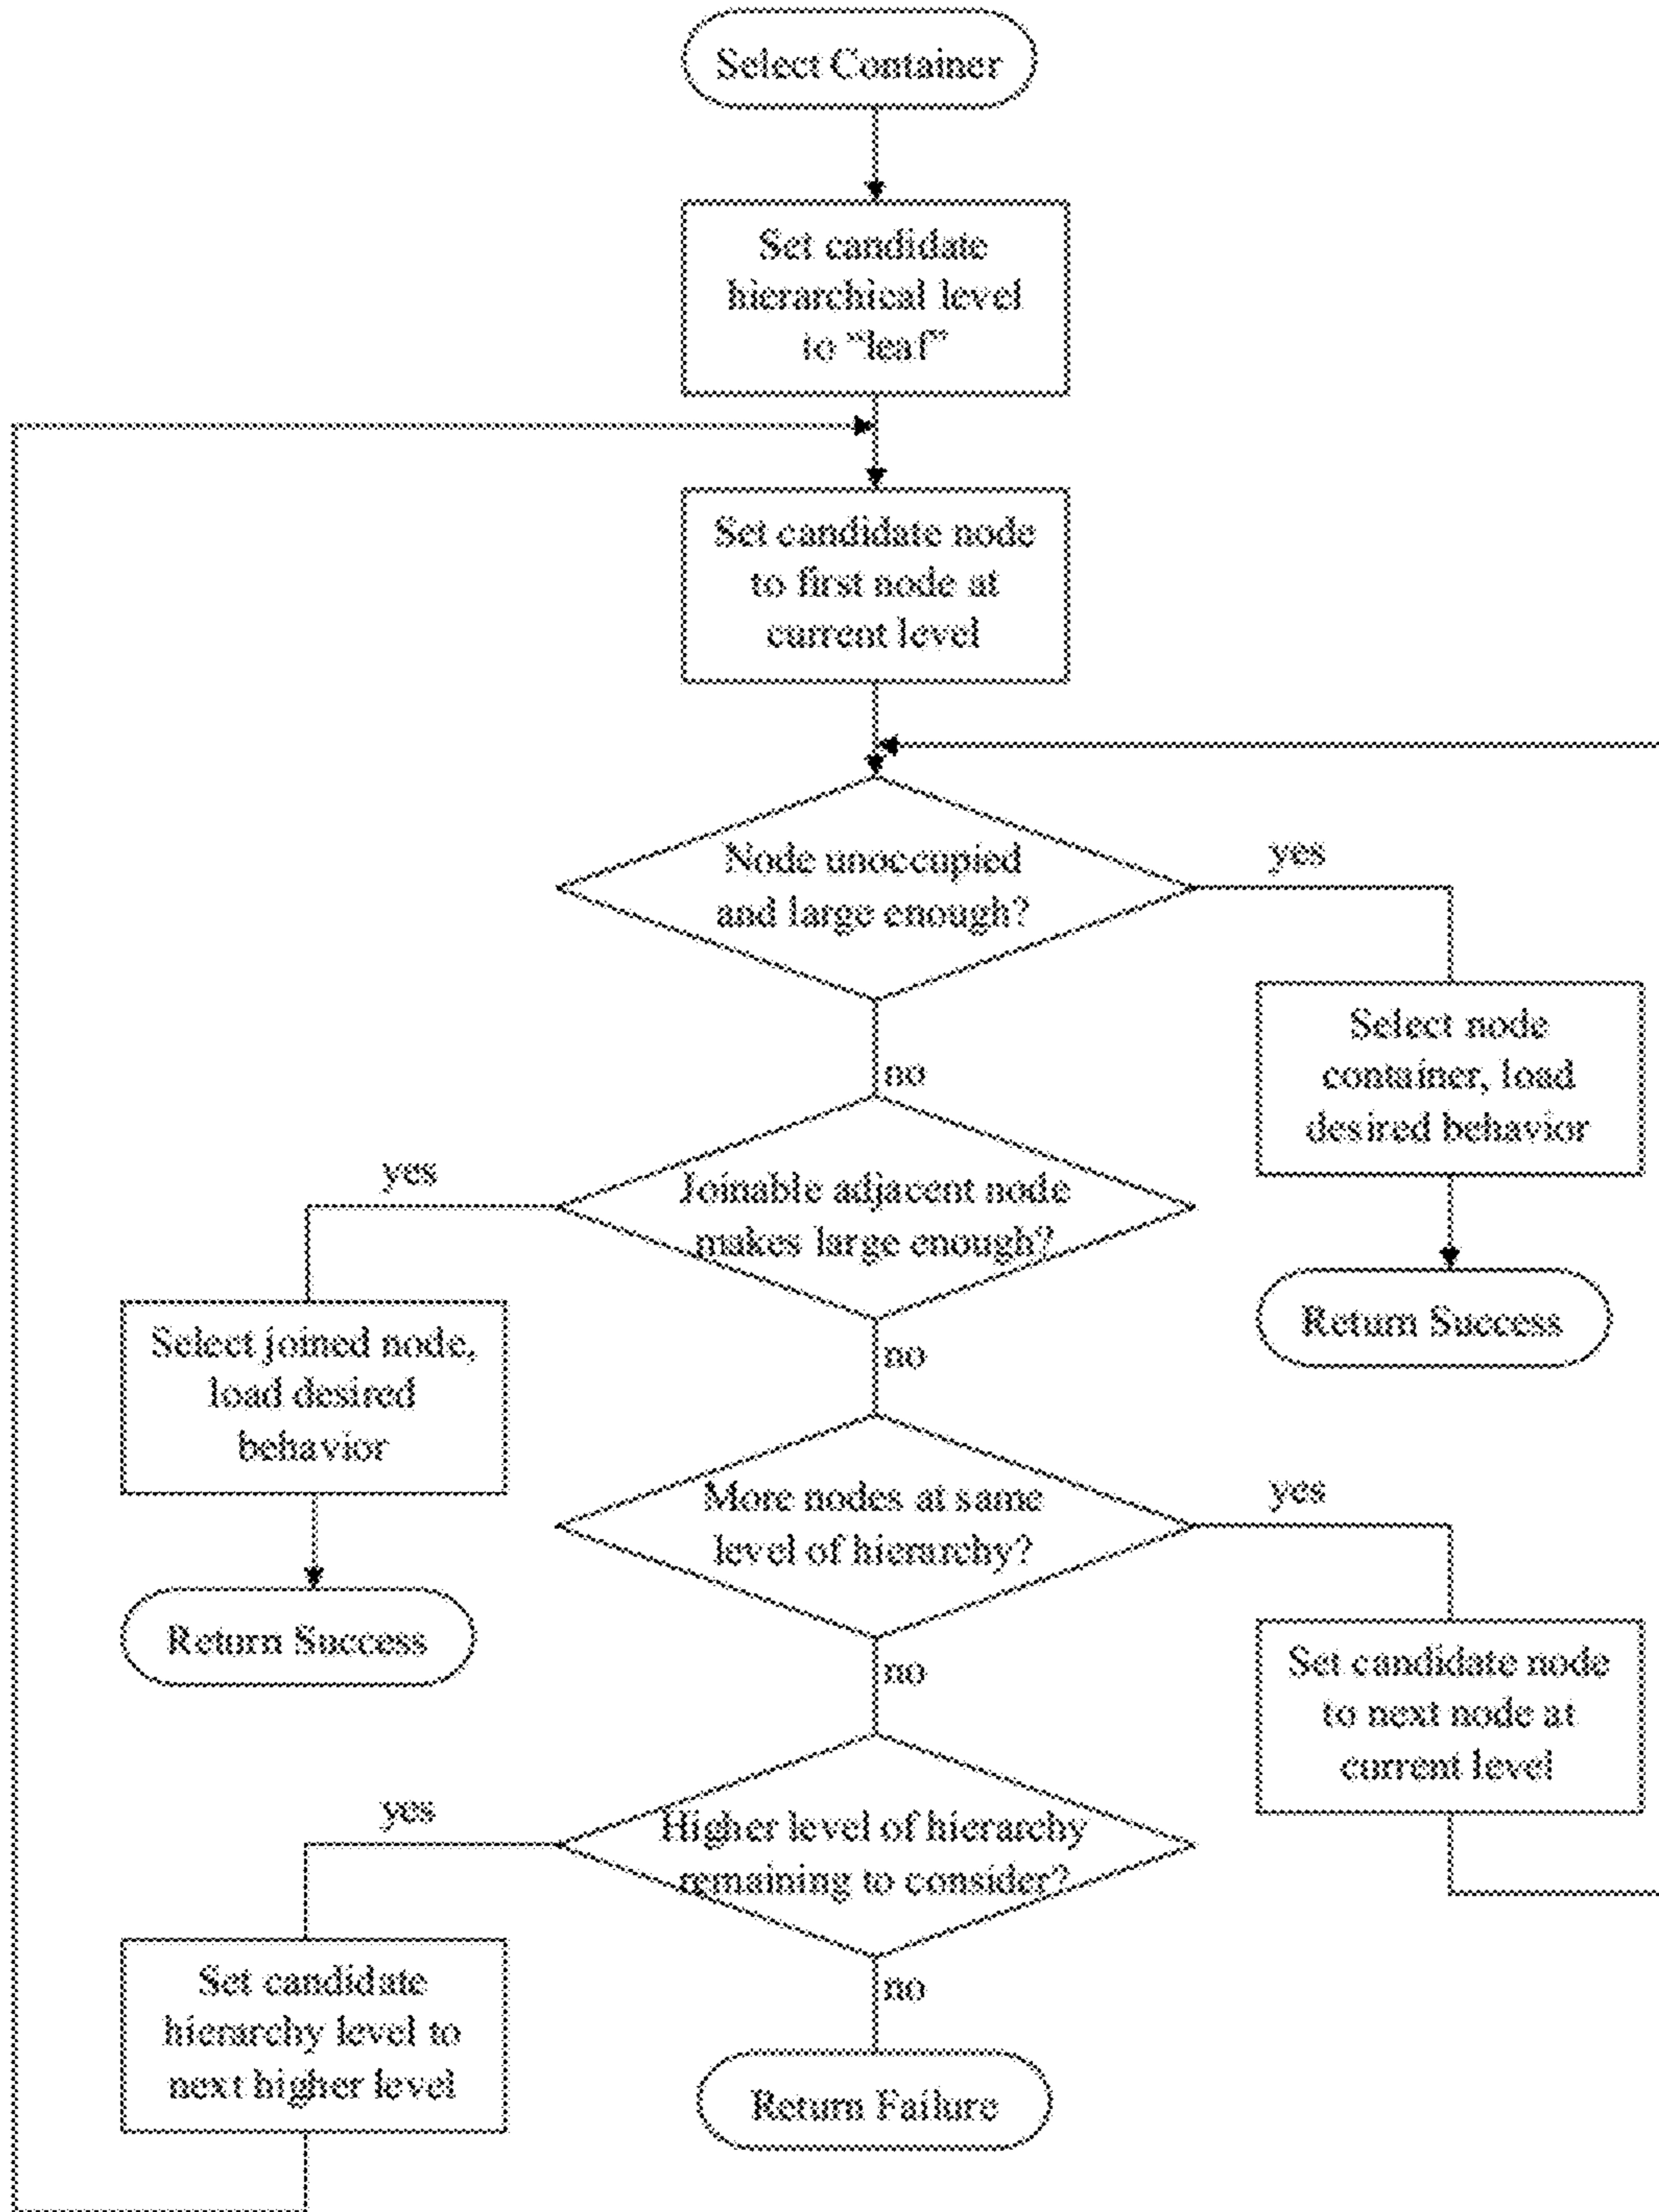 Select Container
Set candidate
hierarchical level
to “leaf”
Set candidate node
to first node at
current level
Node unoccupied
and large enough?
yes
Select node
container, load
desired behavior
Return Success
no
Joinable adjacent node
makes large enough?
yes
Select joined node,
load desired
behavior
Return Success
no
More nodes at same
level of hierarchy?
yes
Set candidate node
to next node at
current level
no
Higher level of hierarchy
remaining to consider?
yes
Set candidate
hierarchy level to
next higher level
no
Return Failure